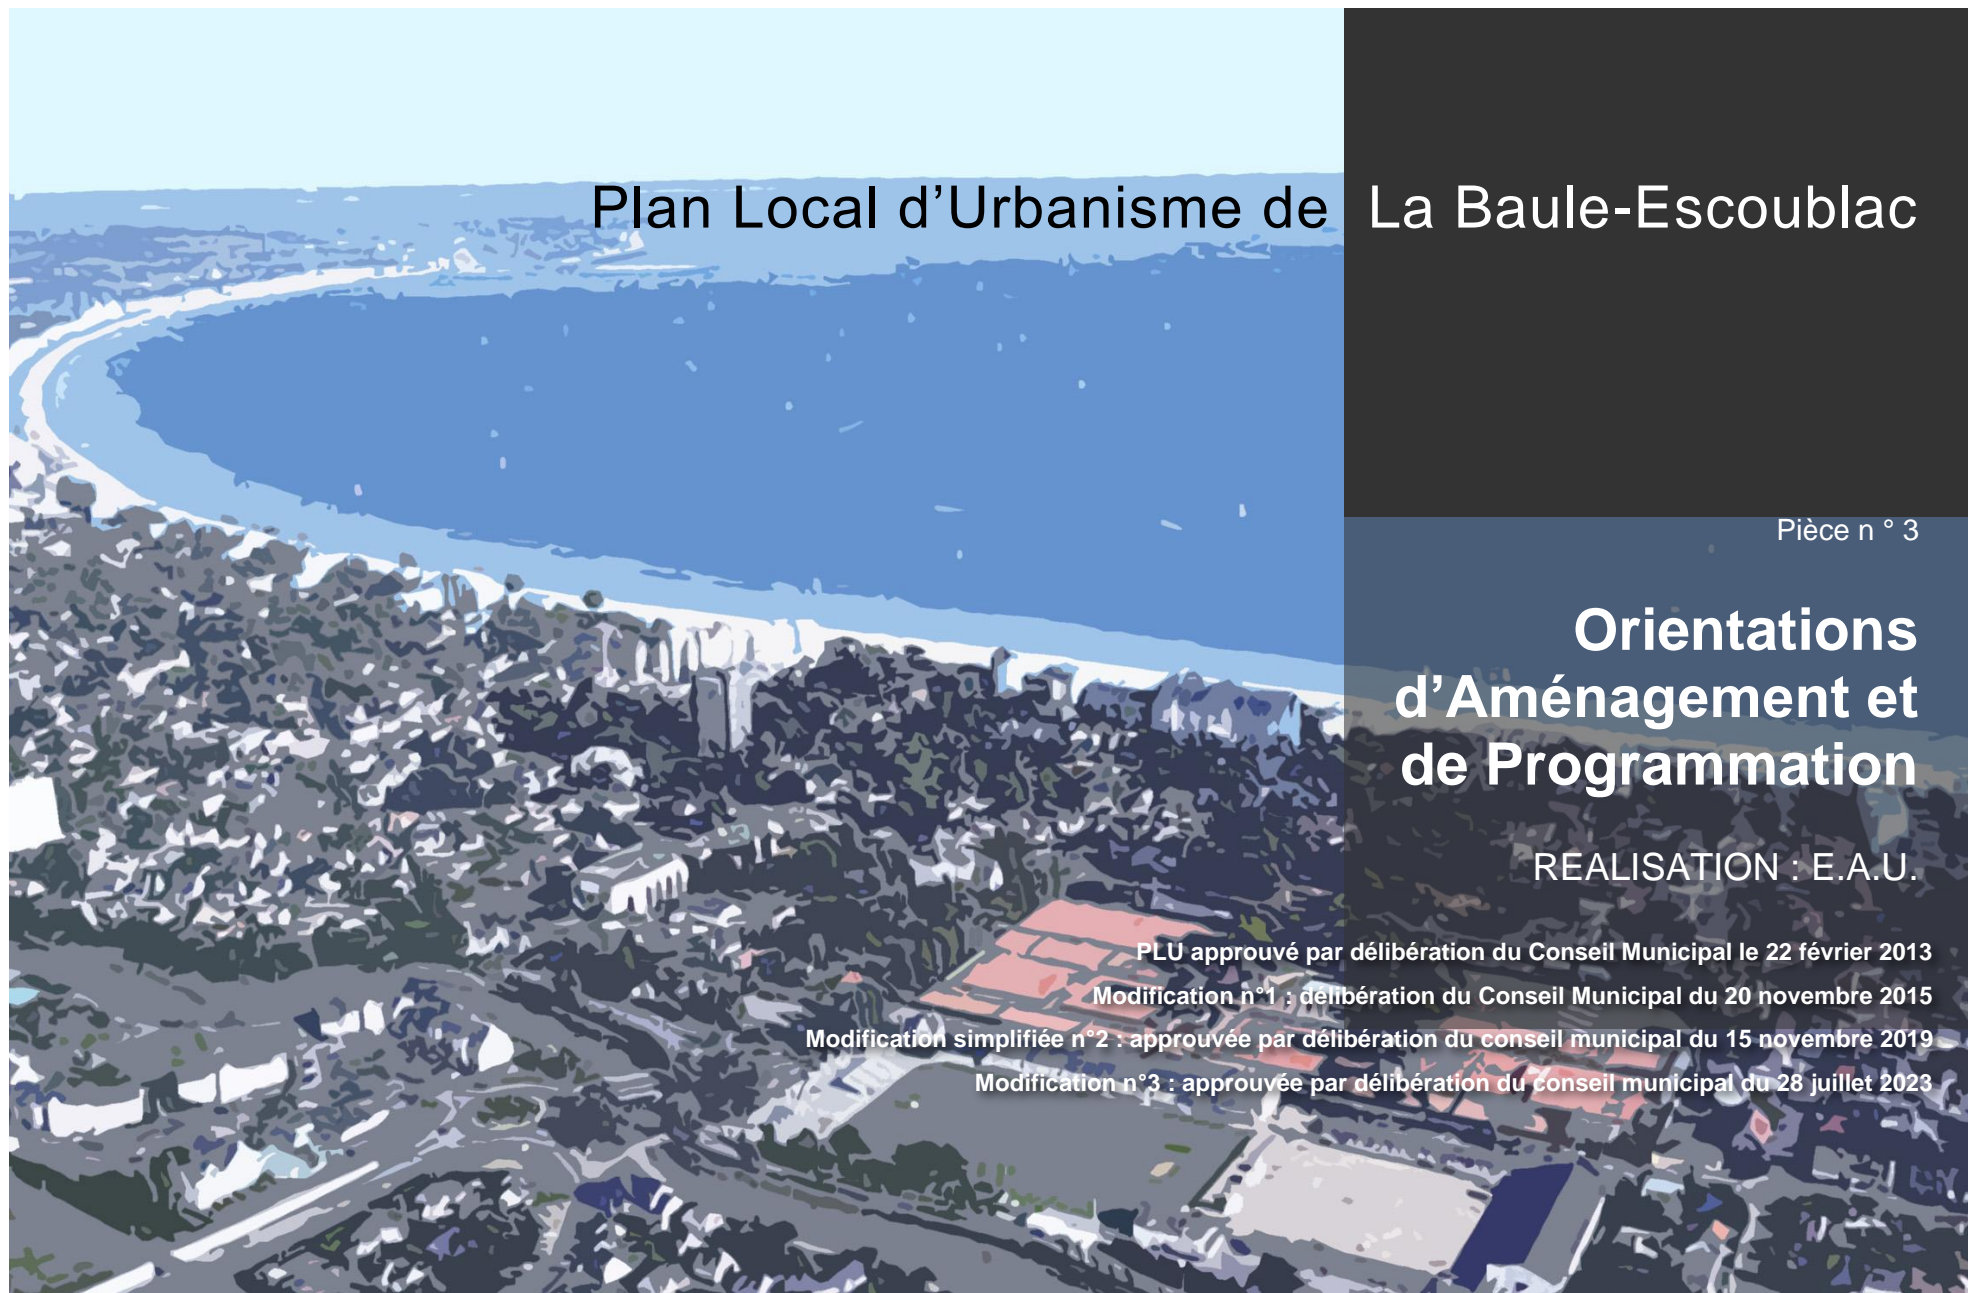 Plan Local d’Urbanisme de La Baule-Escoublac
Pièce n ° 3
Orientations
d’Aménagement et
de Programmation
REALISATION : E.A.U.
PLU approuvé par délibération du Conseil Municipal le 22 février 2013
Modification n°1 : délibération du Conseil Municipal du 20 novembre 2015
Modification simplifiée n°2 : approuvée par délibération du conseil municipal du 15 novembre 2019
Modification n°3 : approuvée par délibération du conseil municipal du 28 juillet 2023